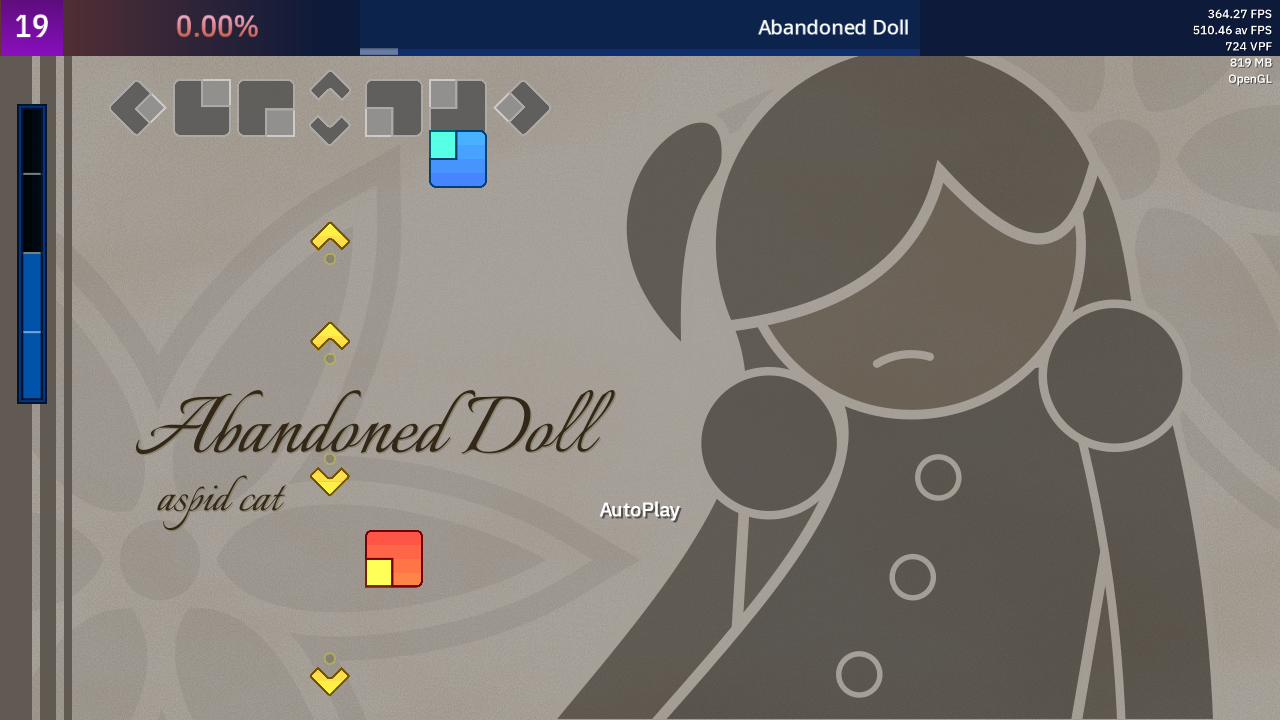 19
0.00%
Abandoned Doll
364.27 FPS
510.46 av FPS
724 VPF
819 MB
OpenGL
Abandoned Doll
aspid cat
AutoPlay